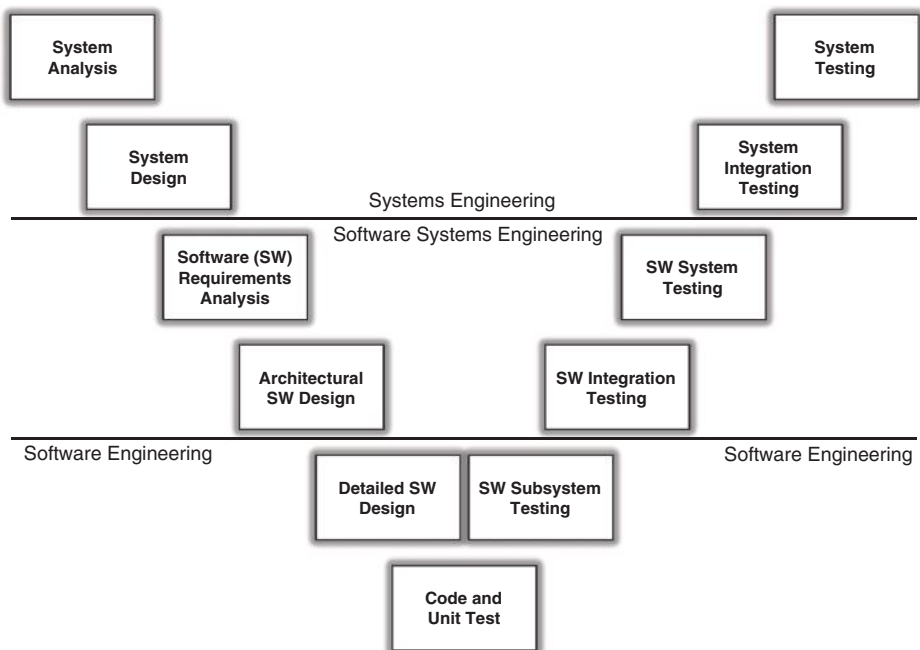 System
Analysis
System
Testing
System
Design
System
Integration
Testing
Systems Engineering
Software Systems Engineering
Software (SW)
Requirements
Analysis
SW System
Testing
Architectural
SW Design
SW Integration
Testing
Software Engineering
Software Engineering
Detailed SW
Design
SW Subsystem
Testing
Code and
Unit Test